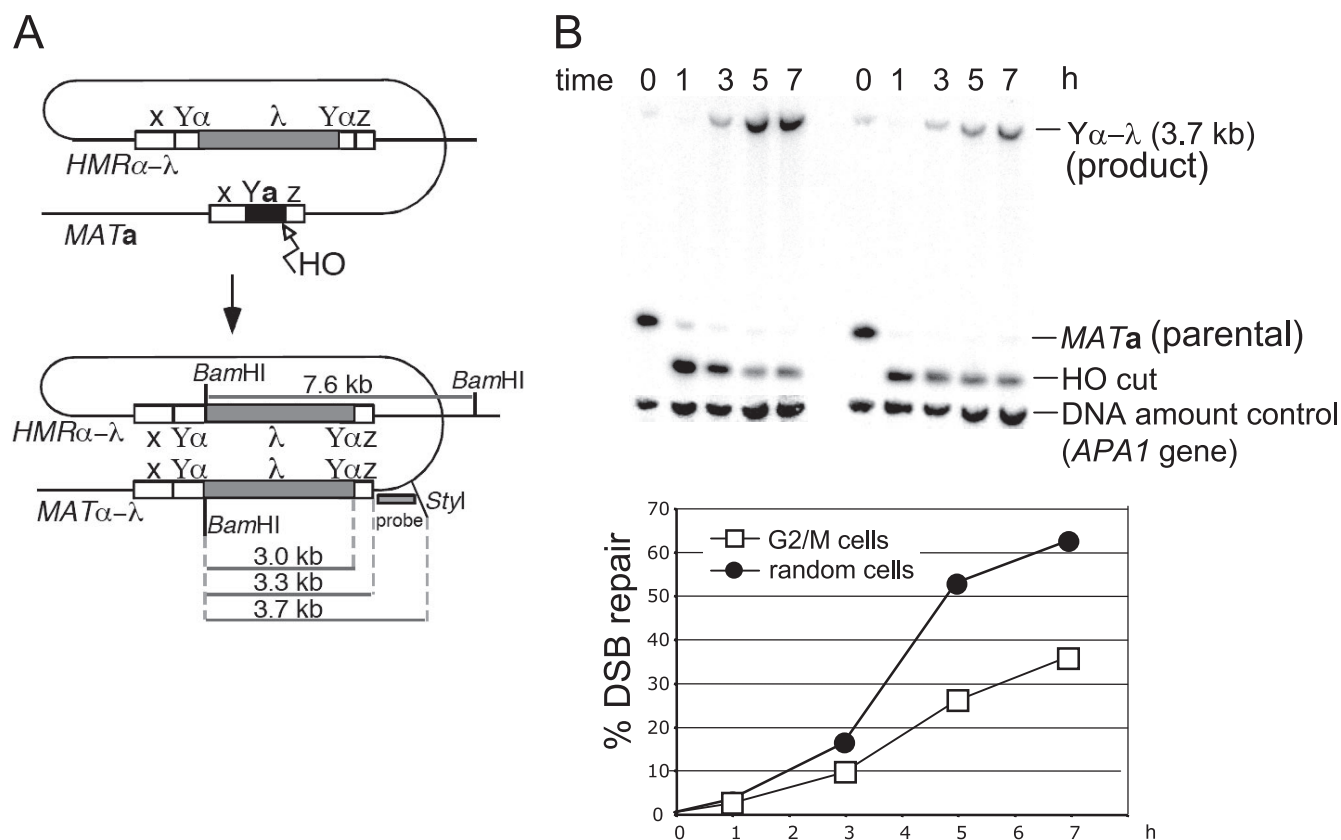 A
x Yα λ Yαz
HMRα–λ
x Ya z
MATa
HO
BamHI
7.6 kb
BamHI
HMRα–λ
x Yα λ Yαz
x Yα λ Yαz
MATα–λ
BamHI
probe
StyI
3.0 kb
3.3 kb
3.7 kb
B
time 0 1 3 5 7 0 1 3 5 7 h
Yα–λ (3.7 kb)
(product)
MATa (parental)
HO cut
DNA amount control
(APA1 gene)
70
60
50
40
30
20
10
0
% DSB repair
G2/M cells
random cells
0 1 2 3 4 5 6 7 h